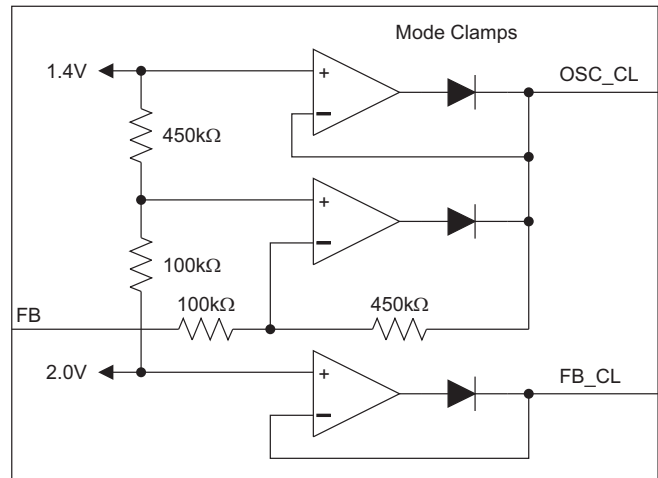 Mode Clamps
1.4V
OSC_CL
+
−
450kΩ
+
−
100kΩ
100kΩ
450kΩ
FB
2.0V
+
−
FB_CL